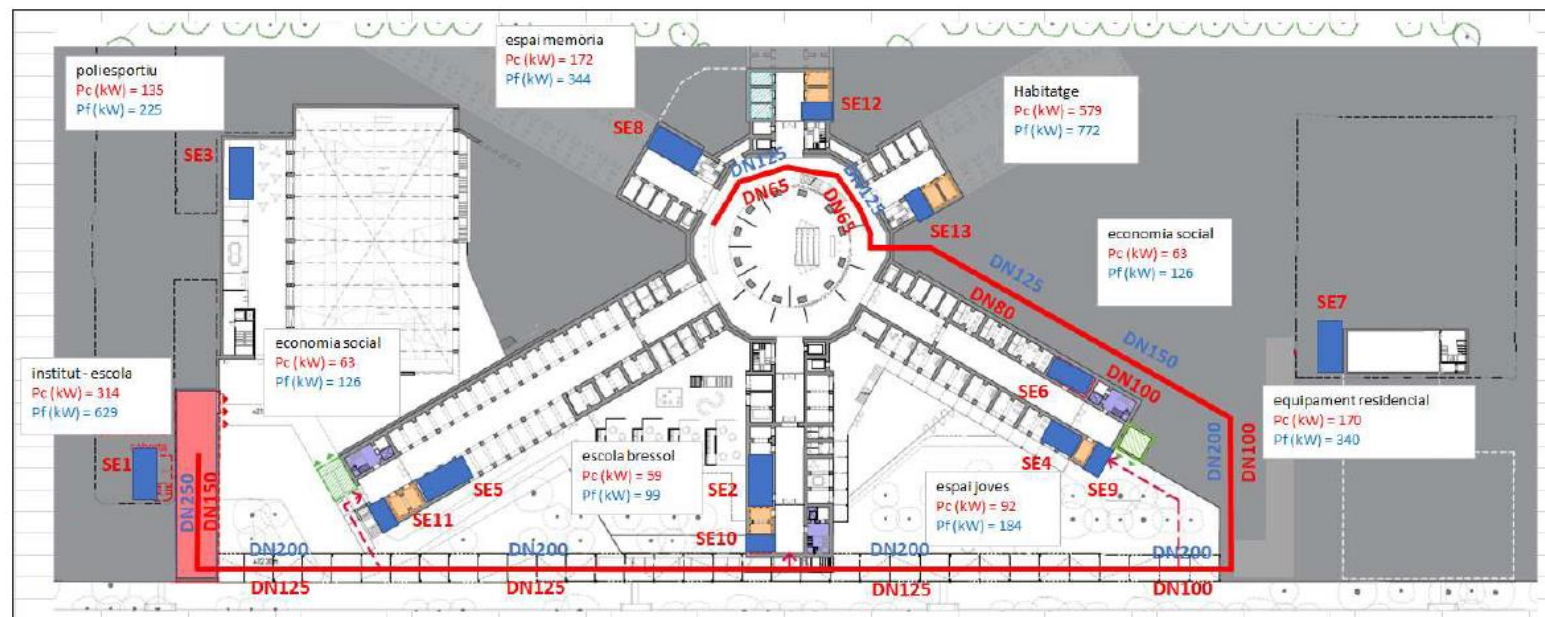 espai memòria
Pc (kW) = 172
Pf (kW) = 344
poliesportiu
Pc (kW) = 135
Pf (kW) = 225
Habitatge
Pc (kW) = 579
Pf (kW) = 772
SE12
SE8
SE3
DN125
DN65
DN65
DN125
SE13
economia social
Pc (kW) = 63
Pf (kW) = 126
DN125
DN80
SE7
DN150
DN100
economia social
Pc (kW) = 63
Pf (kW) = 126
institut - escola
Pc (kW) = 314
Pf (kW) = 629
SE6
equipament residencial
Pc (kW) = 170
Pf (kW) = 340
DN200
DN100
SE1
DN250
DN150
SE5
SE11
escola bressol
Pc (kW) = 59
Pf (kW) = 99
SE2
SE10
SE4
SE9
espai joves
Pc (kW) = 92
Pf (kW) = 184
DN200
DN200
DN200
DN200
DN125
DN125
DN125
DN100